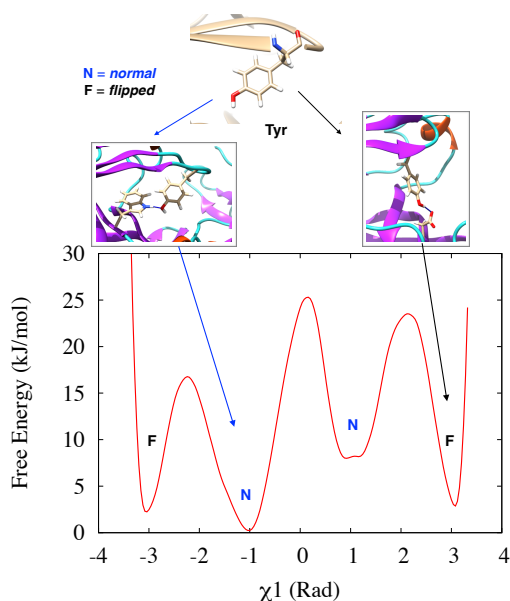 N = normal
F = flipped
Tyr
30
25
20
15
10
5
0
Free Energy (kJ/mol)
F
N
N
F
-4
-3
-2
-1
0
1
2
3
4
χ1 (Rad)